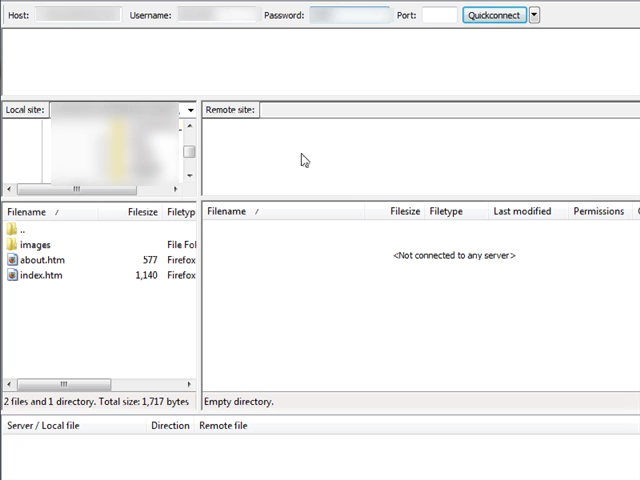 Host: Username: Password: Port: Quickconnect
Local site: Remote site:
Filename / Filesize Filetyp
..
images File Fol
about.htm 577 Firefox
index.htm 1,140 Firefox
2 files and 1 directory. Total size: 1,717 bytes
Filename / Filesize Filetype Last modified Permissions
<Not connected to any server>
Empty directory.
Server / Local file Direction Remote file